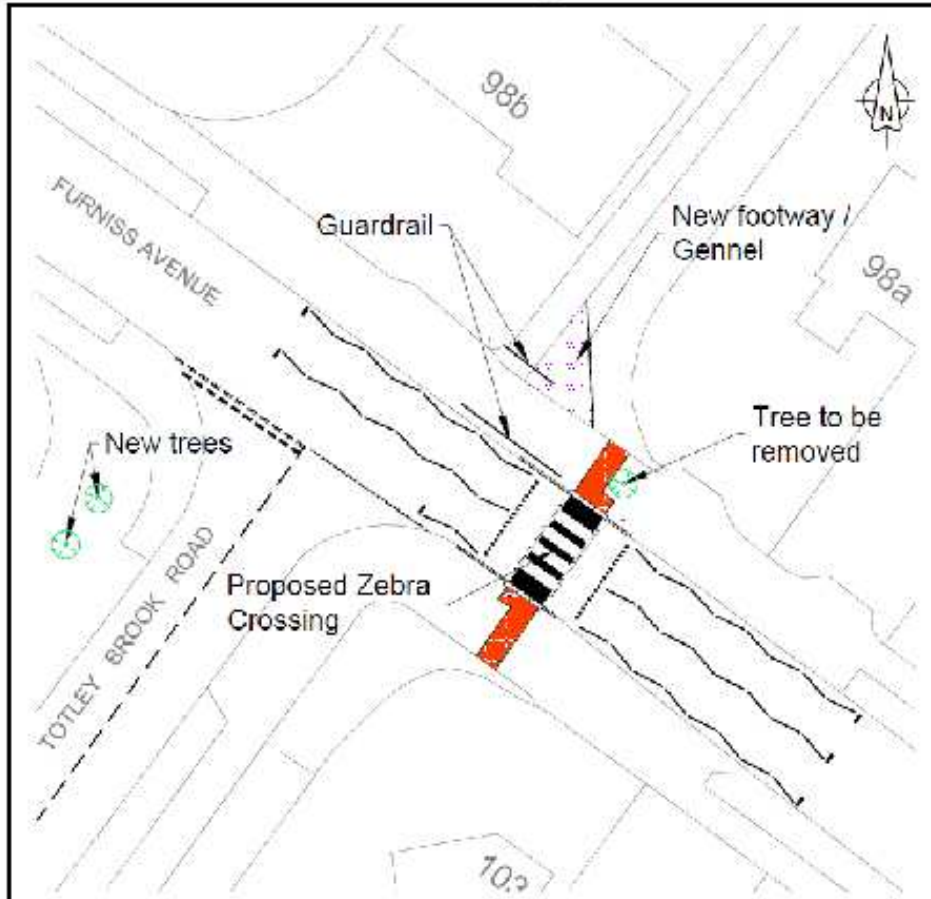 98b
N
FURNISS AVENUE
Guardrail
New footway /
Gennel
98a
New trees
Tree to be
removed
Proposed Zebra
Crossing
TOTLEY BROOK ROAD